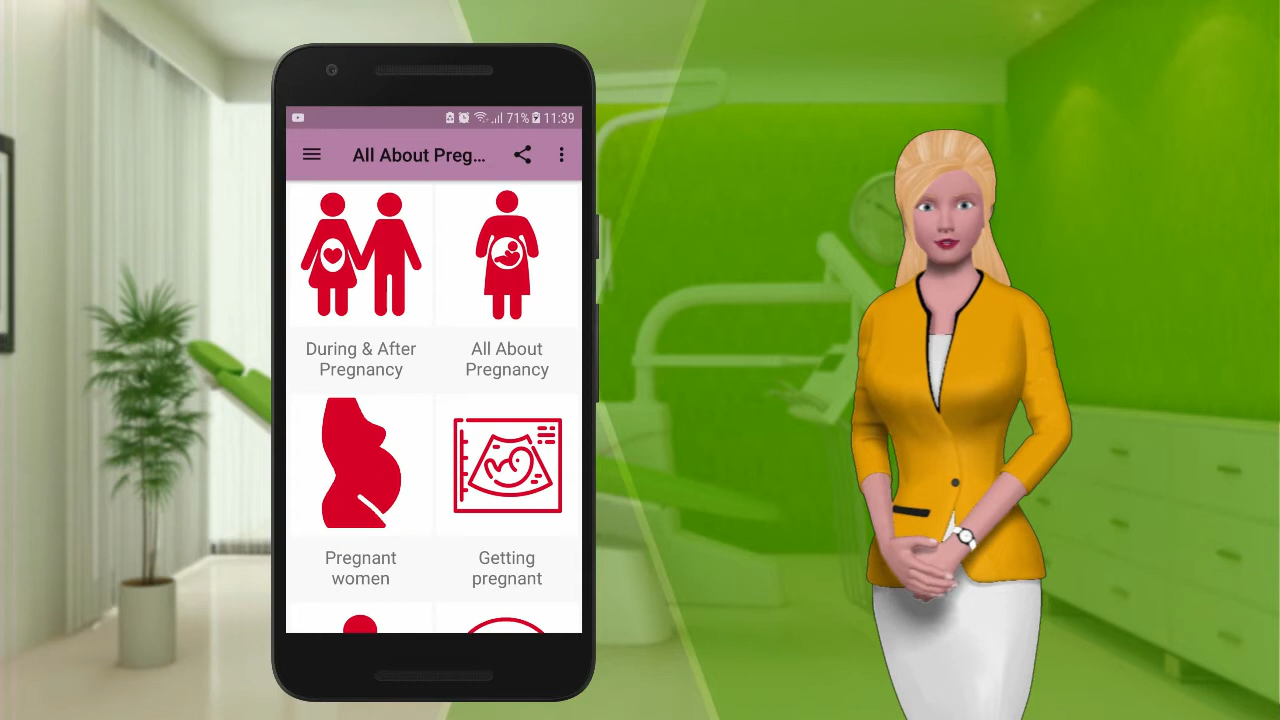 71% 11:39
All About Preg...
During & After
Pregnancy
All About
Pregnancy
Pregnant
women
Getting
pregnant